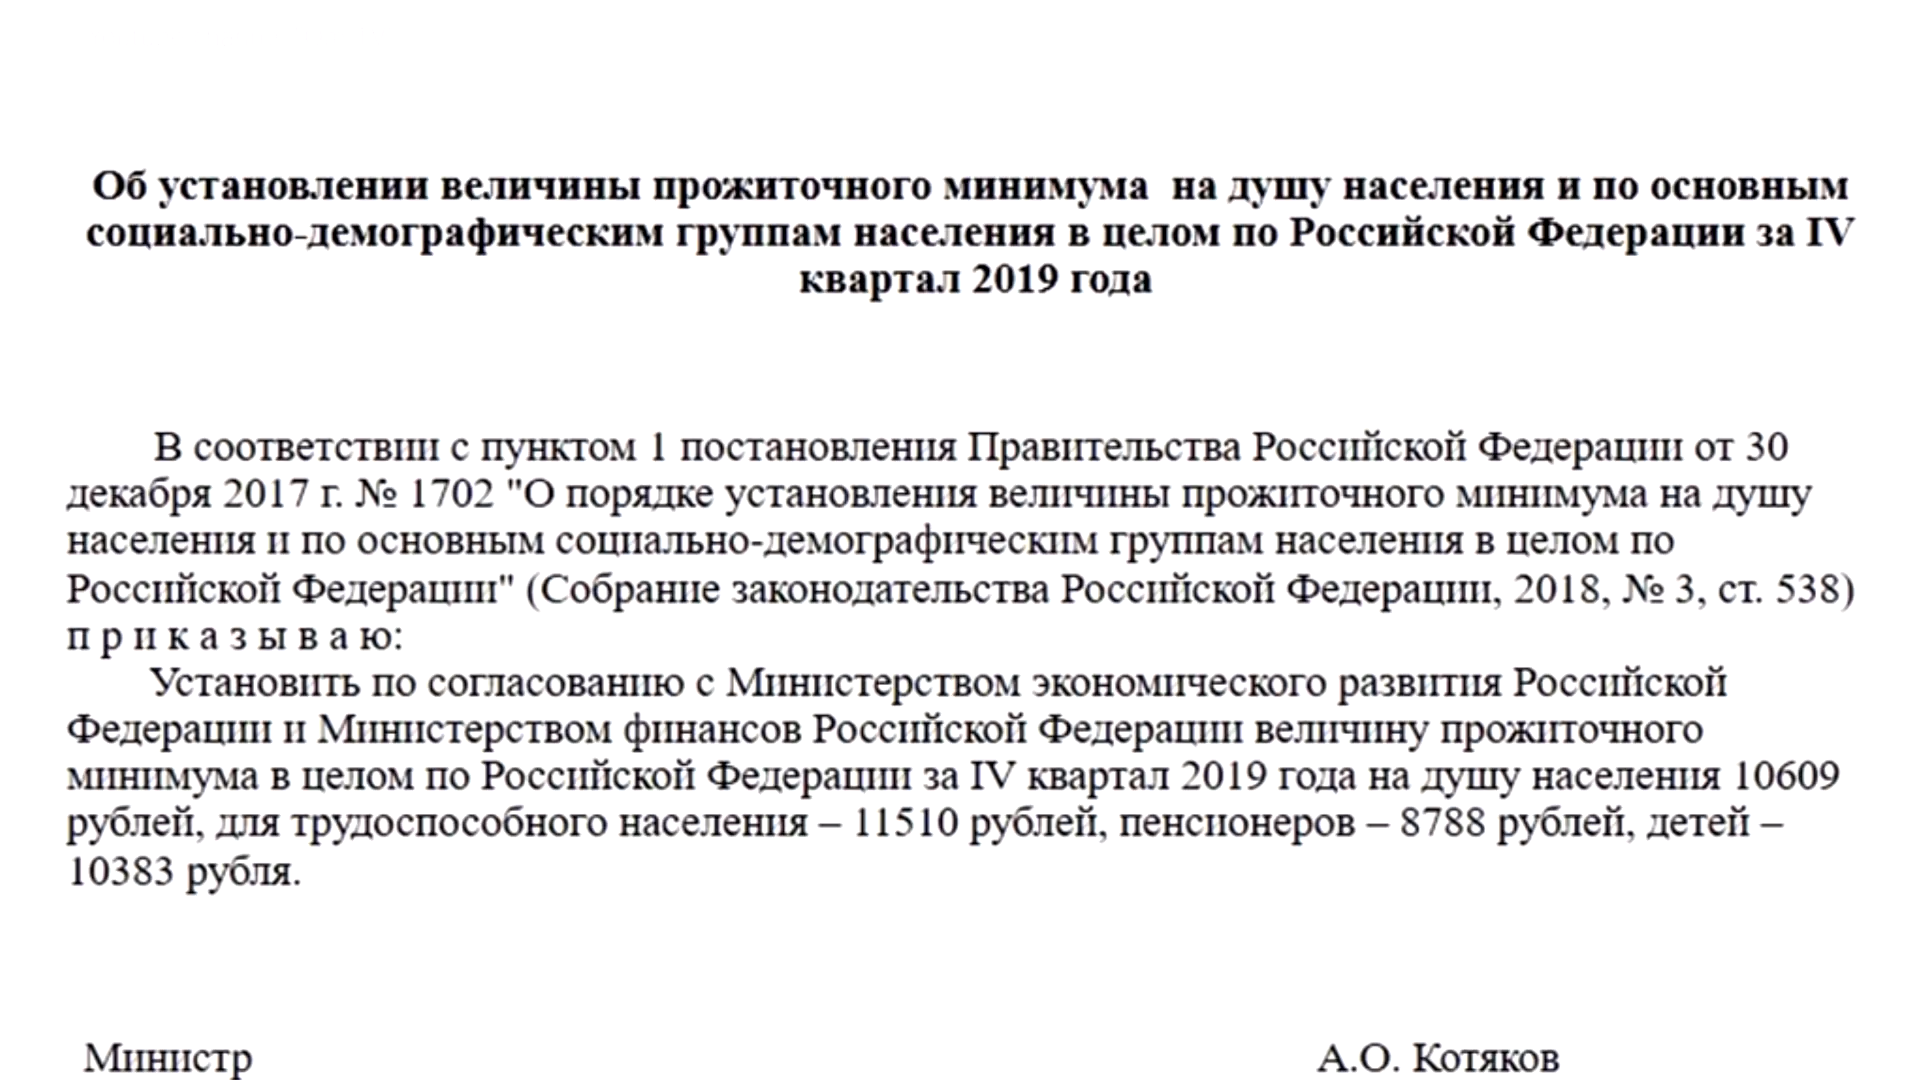 Об установлении величины прожиточного минимума  на душу населения и по основным
социально-демографическим группам населения в целом по Российской Федерации за IV
квартал 2019 года
В соответствии с пунктом 1 постановления Правительства Российской Федерации от 30
декабря 2017 г. № 1702 "О порядке установления величины прожиточного минимума на душу
населения и по основным социально-демографическим группам населения в целом по
Российской Федерации" (Собрание законодательства Российской Федерации, 2018, № 3, ст. 538)
п р и к а з ы в а ю:
Установить по согласованию с Министерством экономического развития Российской
Федерации и Министерством финансов Российской Федерации величину прожиточного
минимума в целом по Российской Федерации за IV квартал 2019 года на душу населения 10609
рублей, для трудоспособного населения – 11510 рублей, пенсионеров – 8788 рублей, детей –
10383 рубля.
Министр А.О. Котяков